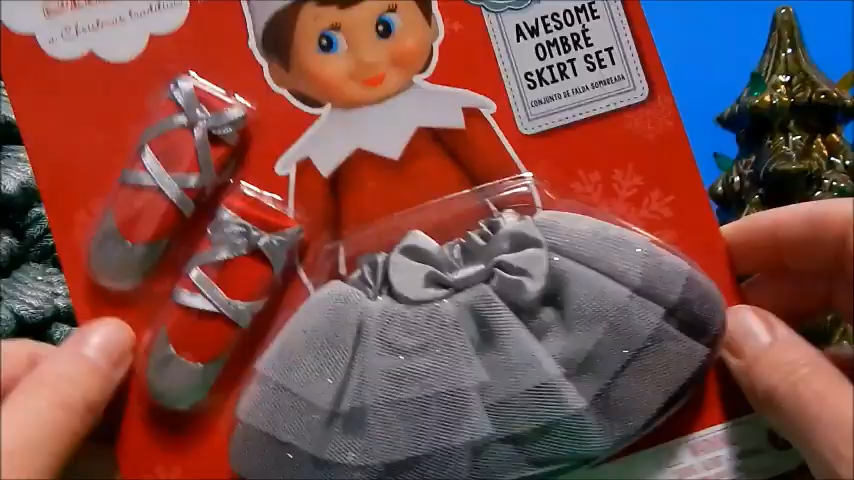 a Christmas tradition
AWESOME
OMBRÉ
SKIRT SET
CONJUNTO DE FALDA SOMBREADA